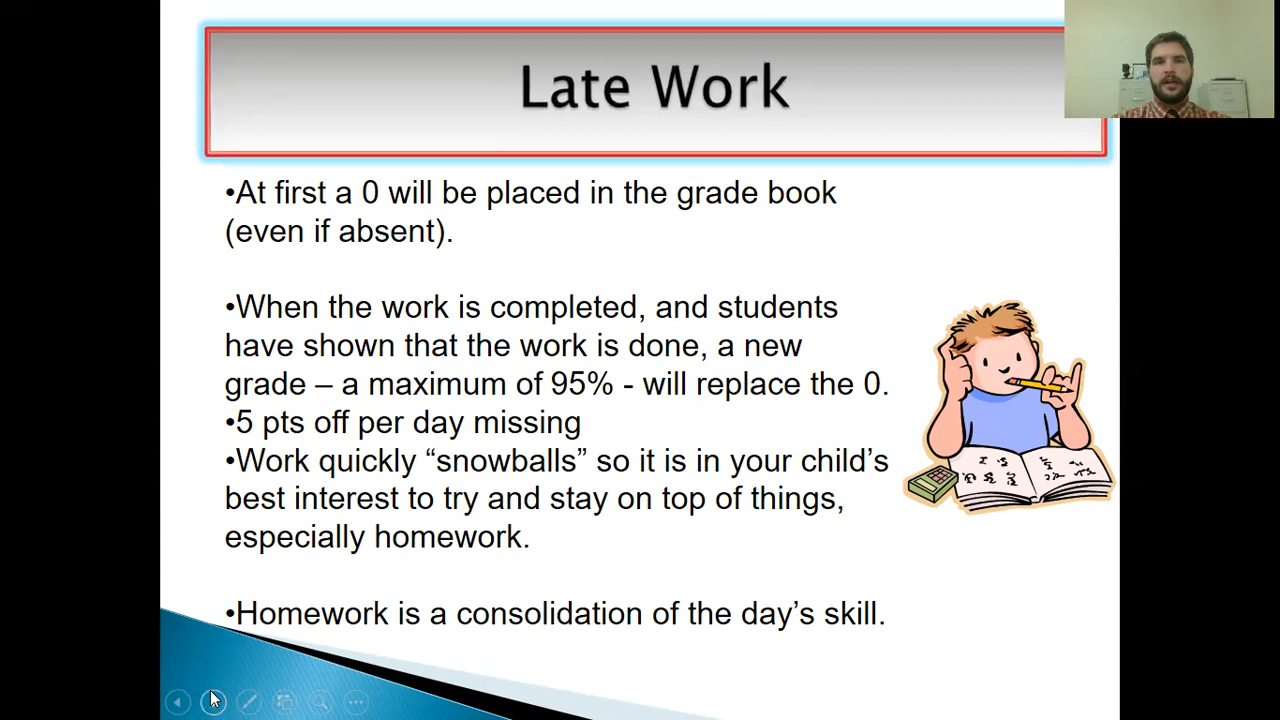 Late Work
•At first a 0 will be placed in the grade book
(even if absent).
•When the work is completed, and students
have shown that the work is done, a new
grade – a maximum of 95% - will replace the 0.
•5 pts off per day missing
•Work quickly “snowballs” so it is in your child’s
best interest to try and stay on top of things,
especially homework.
•Homework is a consolidation of the day’s skill.